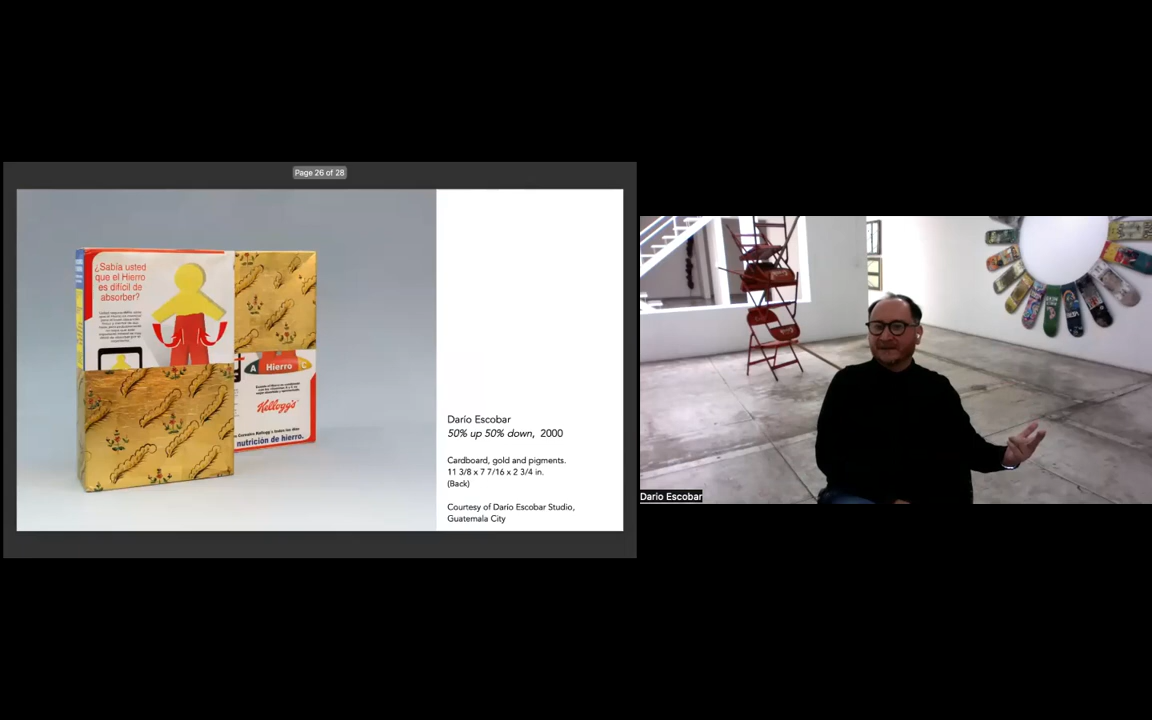 Page 26 of 28
¿Sabía usted
que el Hierro
es difícil de
absorber?
A Hierro C
Kellogg's
nutrición de hierro.
Darío Escobar
50% up 50% down, 2000
Cardboard, gold and pigments.
11 3/8 x 7 7/16 x 2 3/4 in.
(Back)
Courtesy of Darío Escobar Studio,
Guatemala City
Dario Escobar